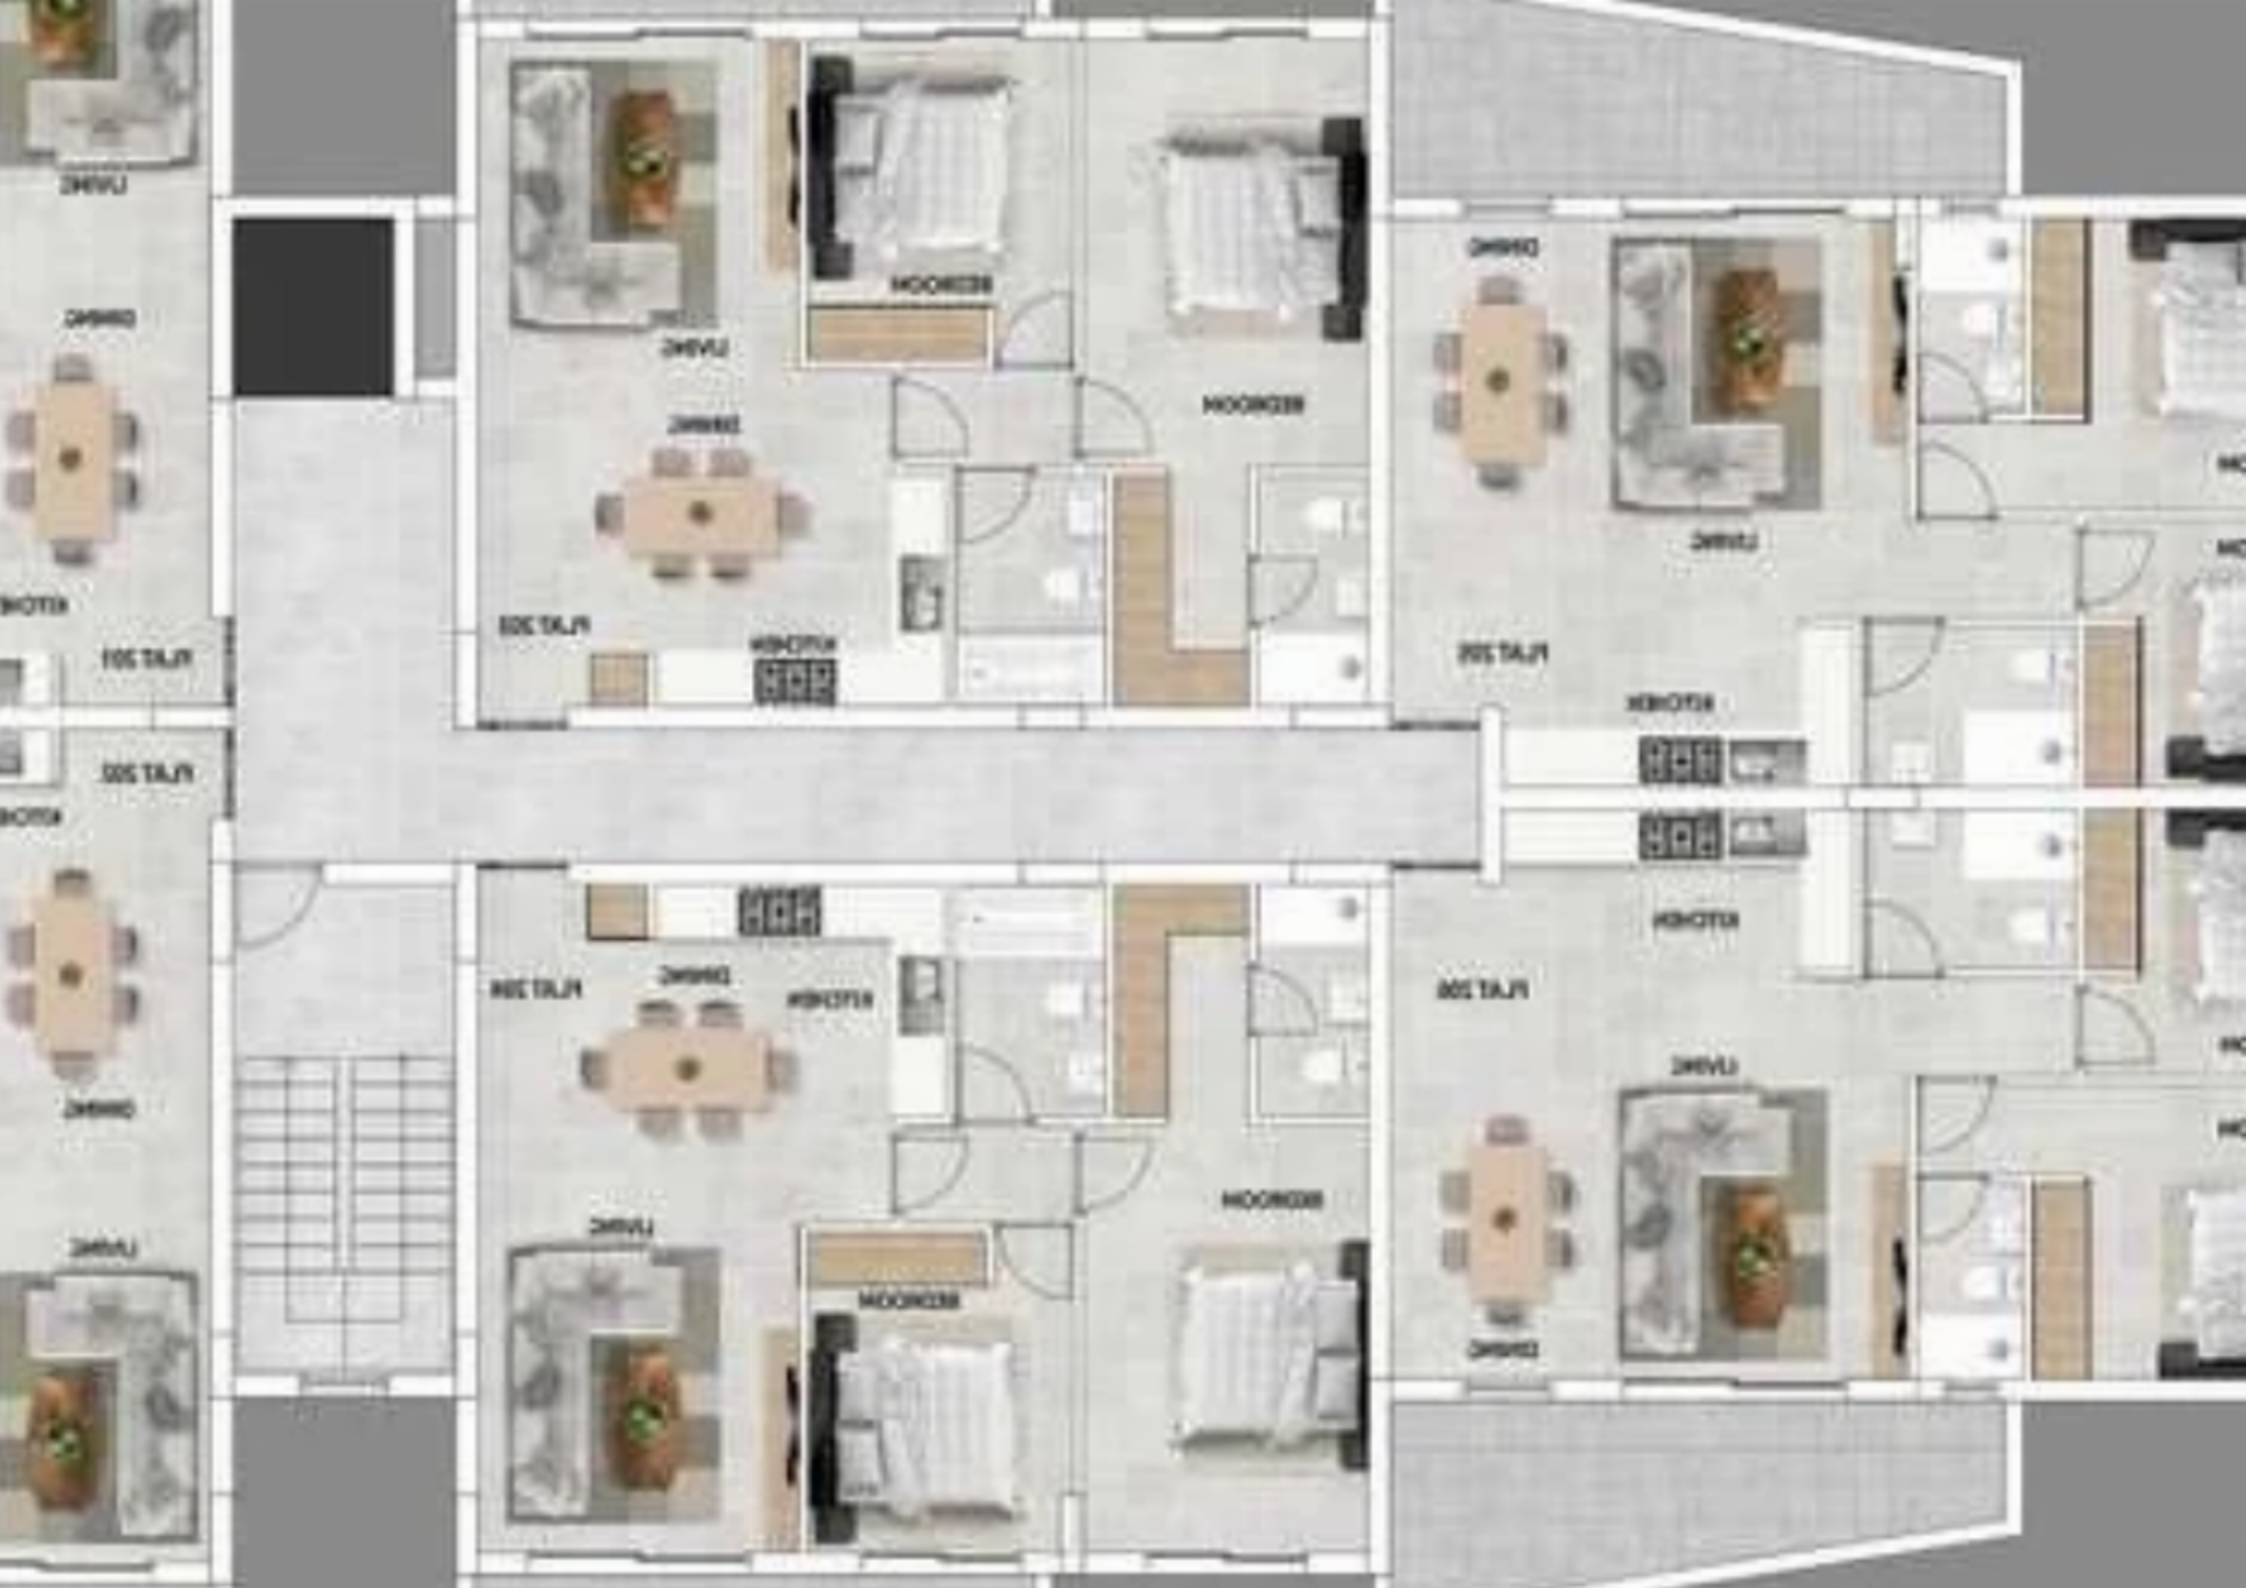 LIVING
DINING
KITCHEN
FLAT 201
FLAT 202
KITCHEN
DINING
LIVING
BEDROOM
LIVING
BEDROOM
DINING
FLAT 203
KITCHEN
DINING
LIVING
FLAT 205
KITCHEN
KITCHEN
FLAT 204
DINING
KITCHEN
FLAT 206
LIVING
BEDROOM
LIVING
BEDROOM
DINING